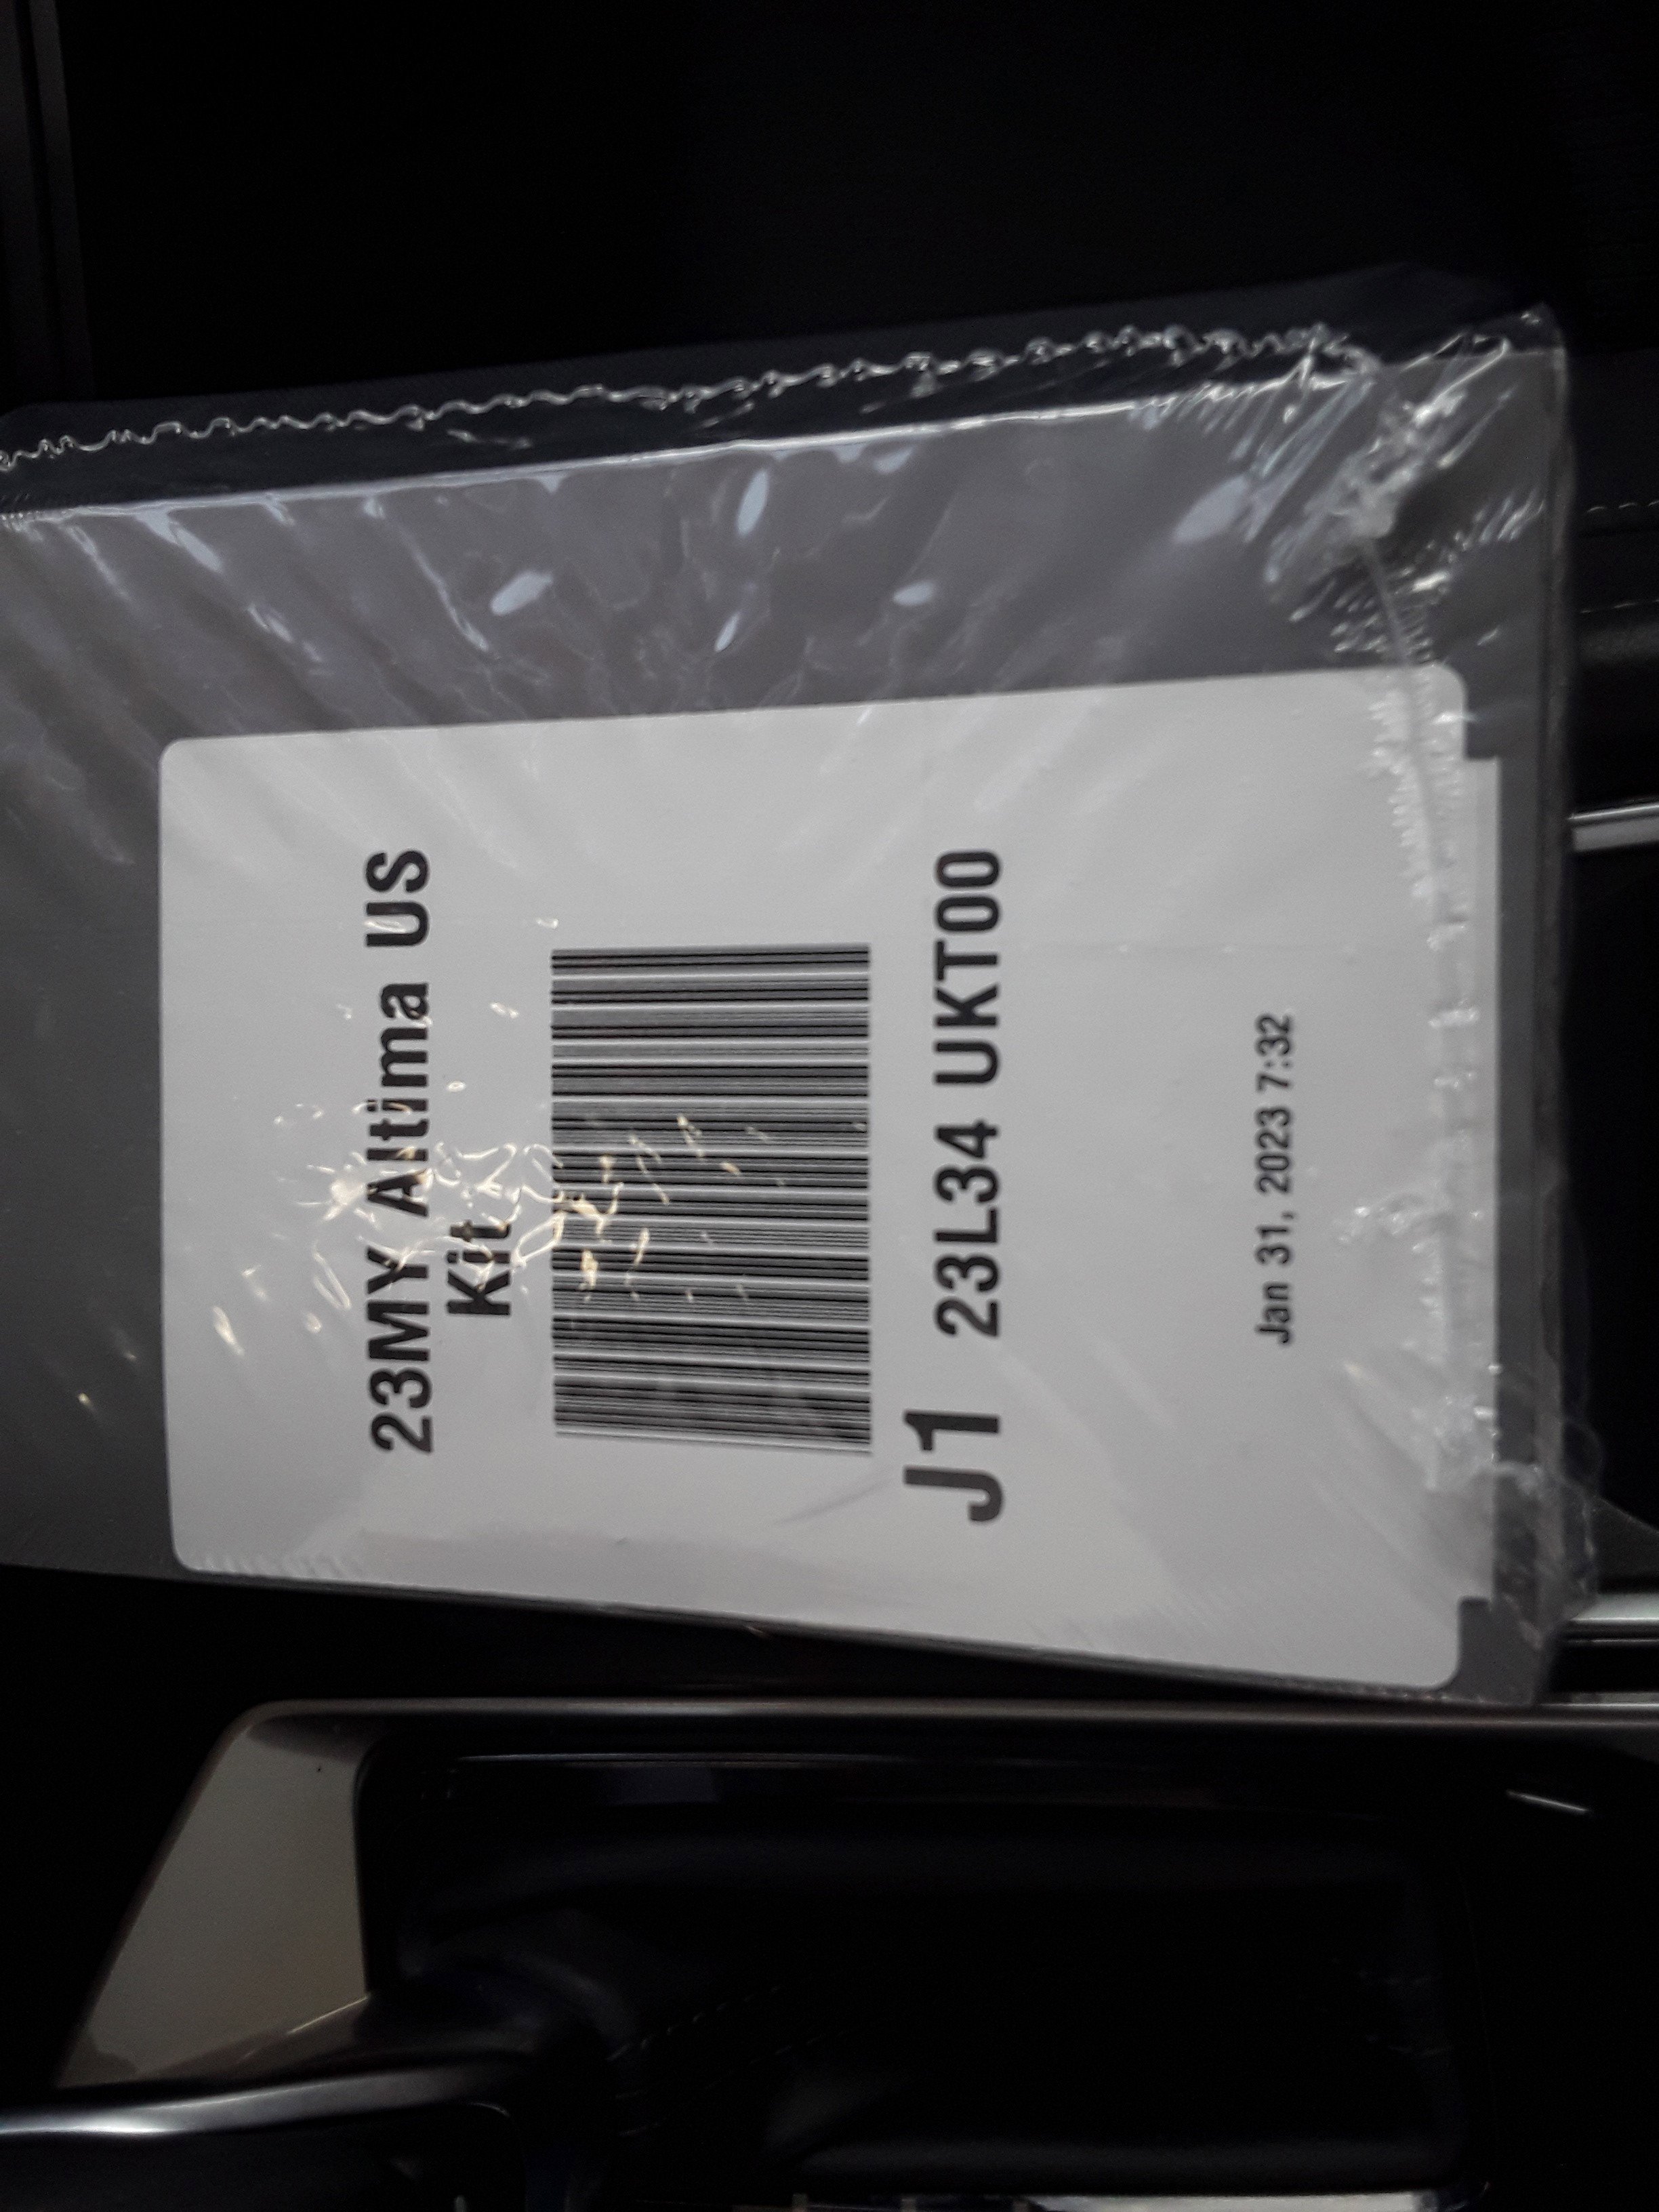 23MY Altima US
Kit
J1 23L34 UKT00
Jan 31, 2023 7:32